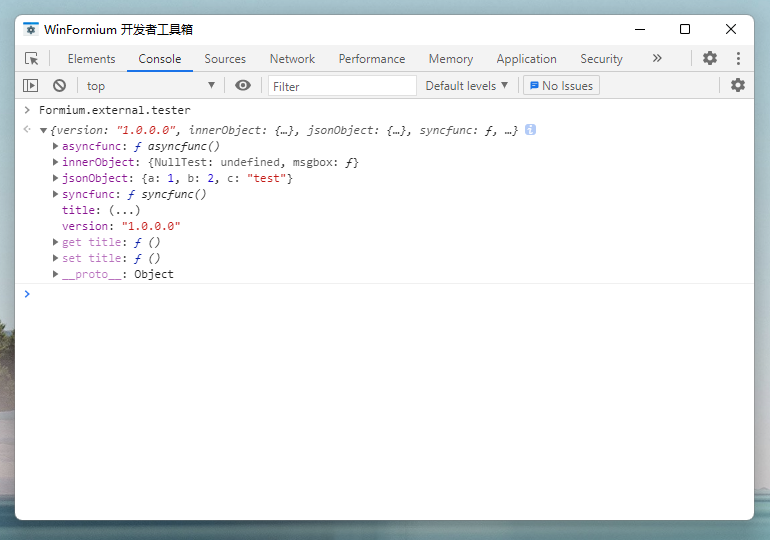 WinFormium 开发者工具箱
Elements Console Sources Network Performance Memory Application Security »
top ▼ Filter Default levels ▼ No Issues
> Formium.external.tester
{version: "1.0.0.0", innerObject: {…}, jsonObject: {…}, syncfunc: ƒ, …} i
asyncfunc: ƒ asyncfunc()
innerObject: {NullTest: undefined, msgbox: ƒ}
jsonObject: {a: 1, b: 2, c: "test"}
syncfunc: ƒ syncfunc()
title: (...)
version: "1.0.0.0"
get title: ƒ ()
set title: ƒ ()
__proto__: Object
>